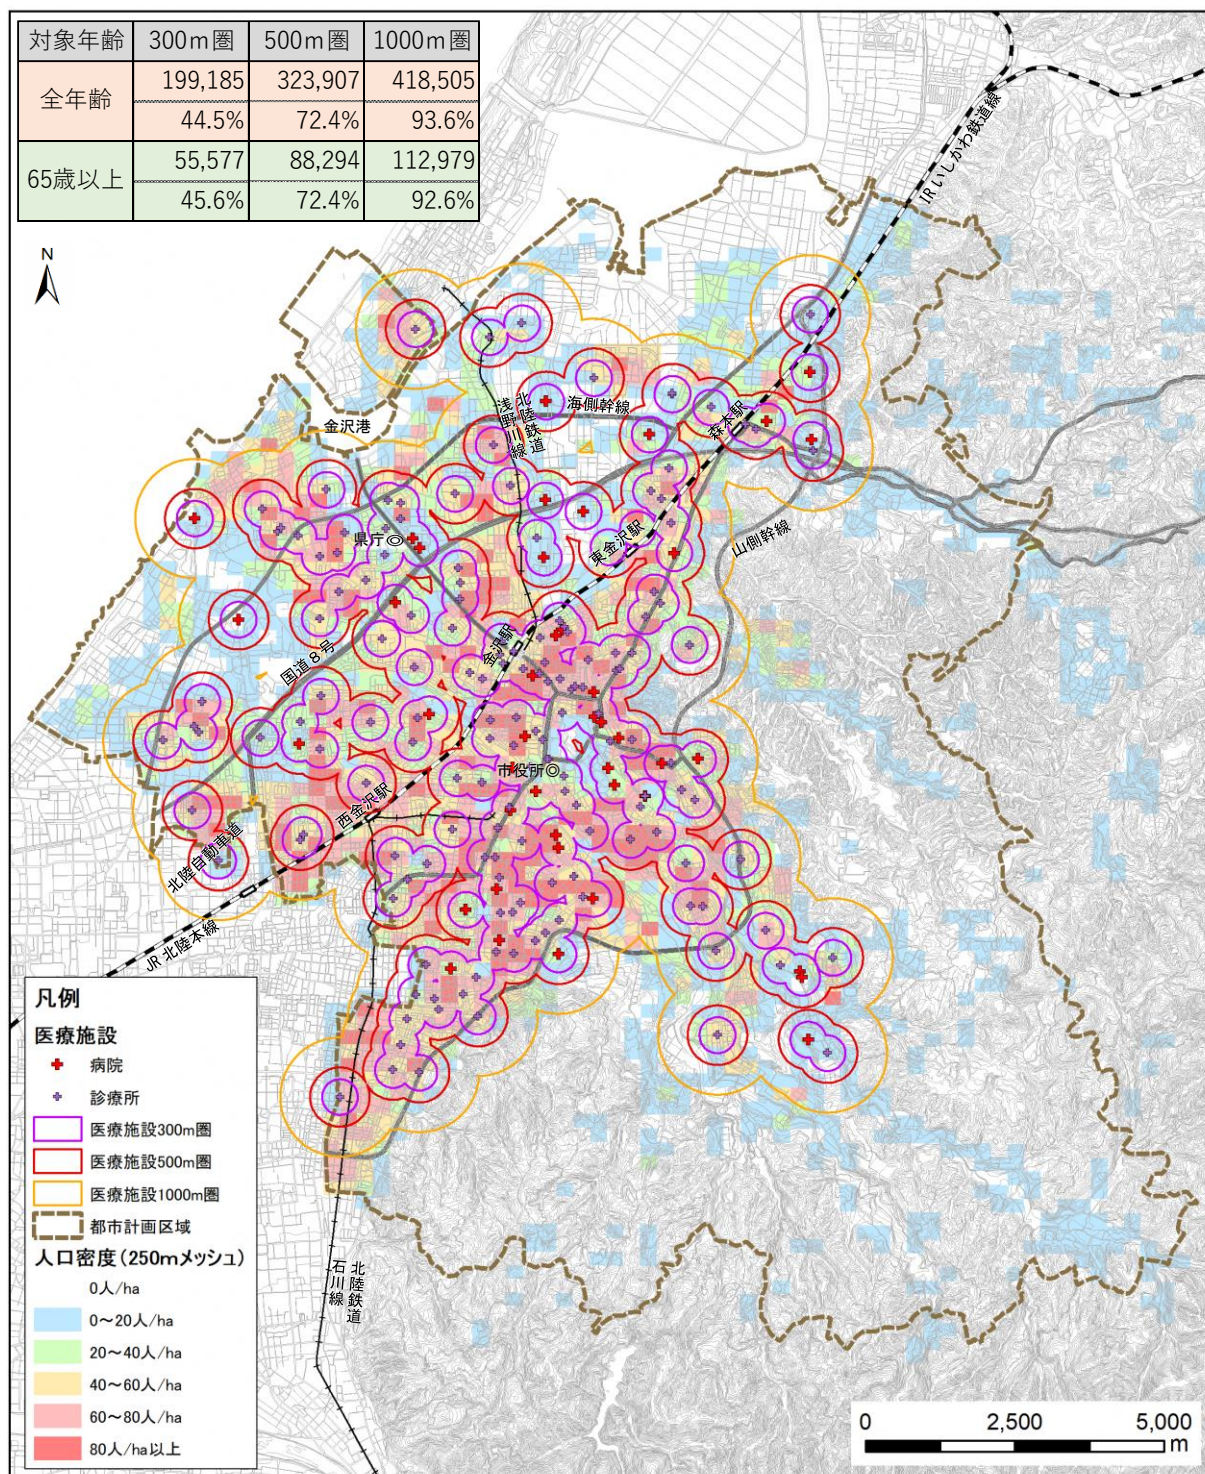 対象年齢 300m圏 500m圏 1000m圏
全年齢 199,185 323,907 418,505
44.5% 72.4% 93.6%
65歳以上 55,577 88,294 112,979
45.6% 72.4% 92.6%
N
IRいしかわ鉄道線
金沢港
北陸鉄道
浅野川線
海側幹線
森本駅
県庁◎
東金沢駅
山側幹線
金沢駅
国道８号
市役所◎
西金沢駅
北陸自動車道
JR北陸本線
北陸鉄道
石川線
凡例
医療施設
病院
診療所
医療施設300m圏
医療施設500m圏
医療施設1000m圏
都市計画区域
人口密度(250mメッシュ)
0人/ha
0～20人/ha
20～40人/ha
40～60人/ha
60～80人/ha
80人/ha以上
0 2,500 5,000
m